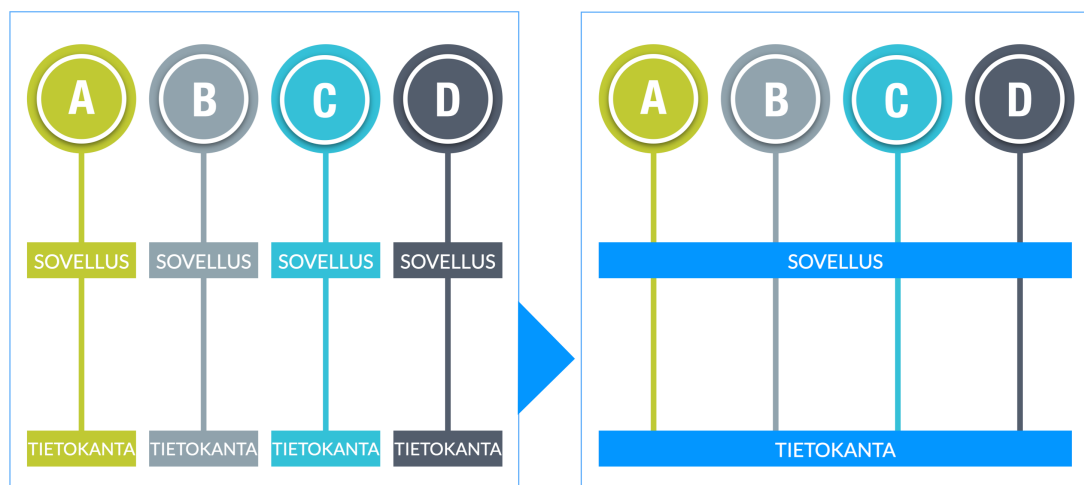 A B C D
SOVELLUS SOVELLUS SOVELLUS SOVELLUS
TIETOKANTA TIETOKANTA TIETOKANTA TIETOKANTA
A B C D
SOVELLUS
TIETOKANTA